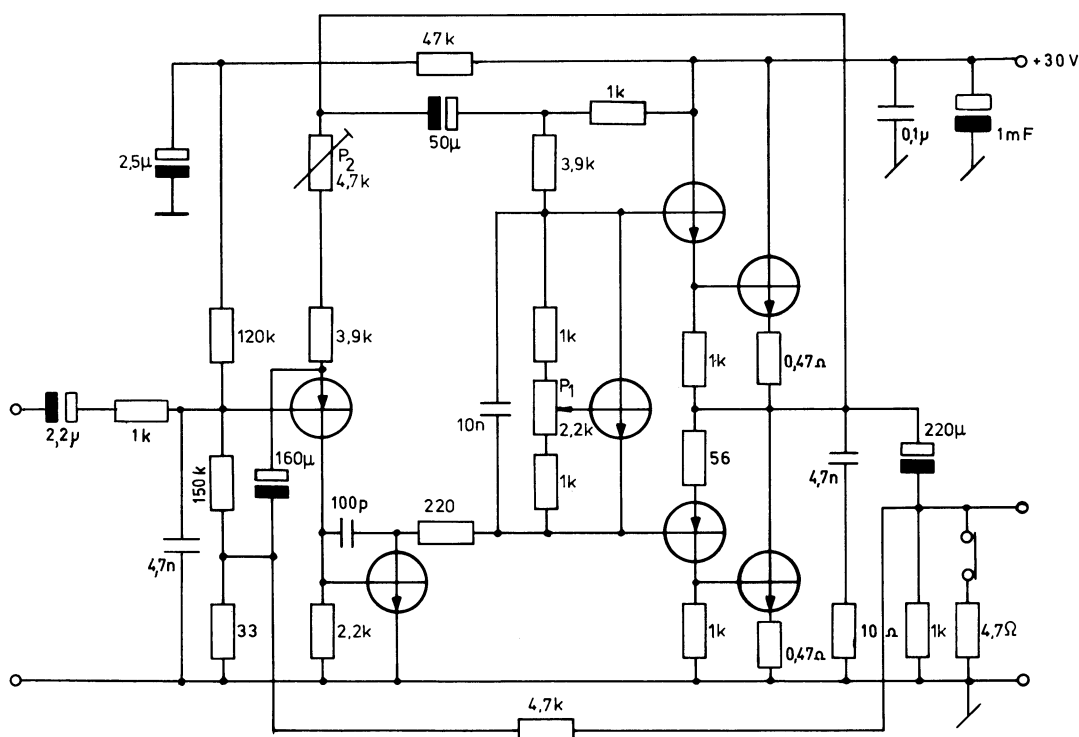 47k
+30V
1k
0,1µ
1mF
50µ
2,5µ
P2
4,7k
3,9k
120k
3,9k
1k
1k
0,47Ω
P1
2,2k
2,2µ
1k
10n
220µ
150k
160µ
56
4,7n
1k
100p
220
4,7n
33
2,2k
1k
0,47Ω
10 Ω
1k
4,7Ω
4,7k